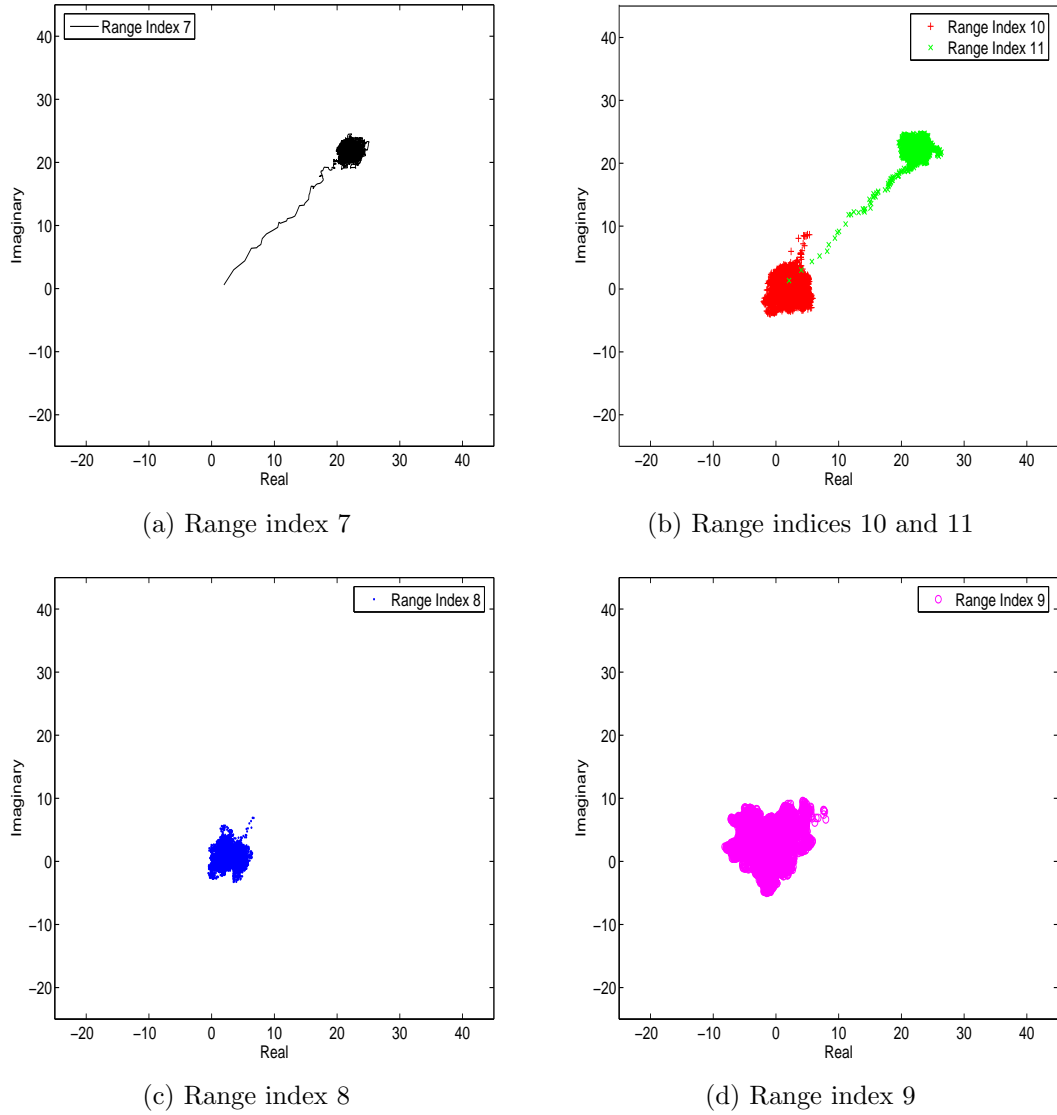 Range Index 7
40
30
20
10
0
−10
−20
Imaginary
−20 −10 0 10 20 30 40
Real
(a) Range index 7
Range Index 10
Range Index 11
40
30
20
10
0
−10
−20
Imaginary
−20 −10 0 10 20 30 40
Real
(b) Range indices 10 and 11
Range Index 8
40
30
20
10
0
−10
−20
Imaginary
−20 −10 0 10 20 30 40
Real
(c) Range index 8
Range Index 9
40
30
20
10
0
−10
−20
Imaginary
−20 −10 0 10 20 30 40
Real
(d) Range index 9